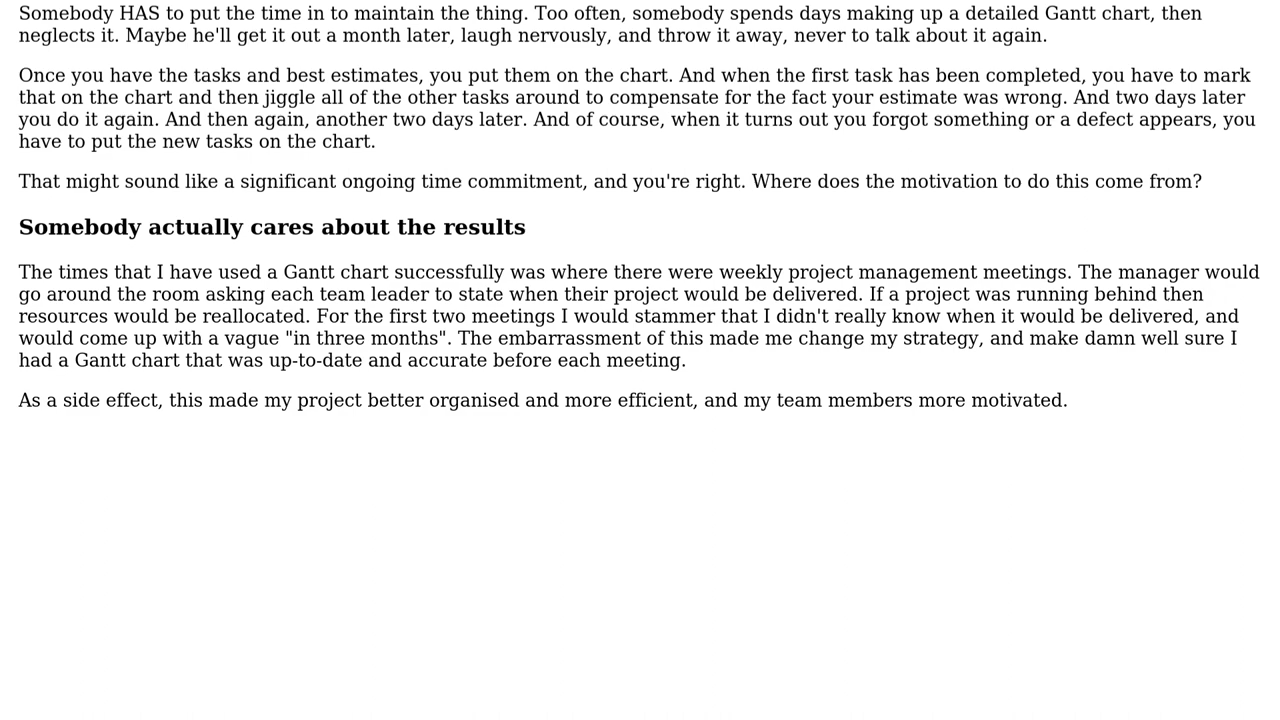 Somebody HAS to put the time in to maintain the thing. Too often, somebody spends days making up a detailed Gantt chart, then
neglects it. Maybe he'll get it out a month later, laugh nervously, and throw it away, never to talk about it again.
Once you have the tasks and best estimates, you put them on the chart. And when the first task has been completed, you have to mark
that on the chart and then jiggle all of the other tasks around to compensate for the fact your estimate was wrong. And two days later
you do it again. And then again, another two days later. And of course, when it turns out you forgot something or a defect appears, you
have to put the new tasks on the chart.
That might sound like a significant ongoing time commitment, and you're right. Where does the motivation to do this come from?
Somebody actually cares about the results
The times that I have used a Gantt chart successfully was where there were weekly project management meetings. The manager would
go around the room asking each team leader to state when their project would be delivered. If a project was running behind then
resources would be reallocated. For the first two meetings I would stammer that I didn't really know when it would be delivered, and
would come up with a vague "in three months". The embarrassment of this made me change my strategy, and make damn well sure I
had a Gantt chart that was up-to-date and accurate before each meeting.
As a side effect, this made my project better organised and more efficient, and my team members more motivated.